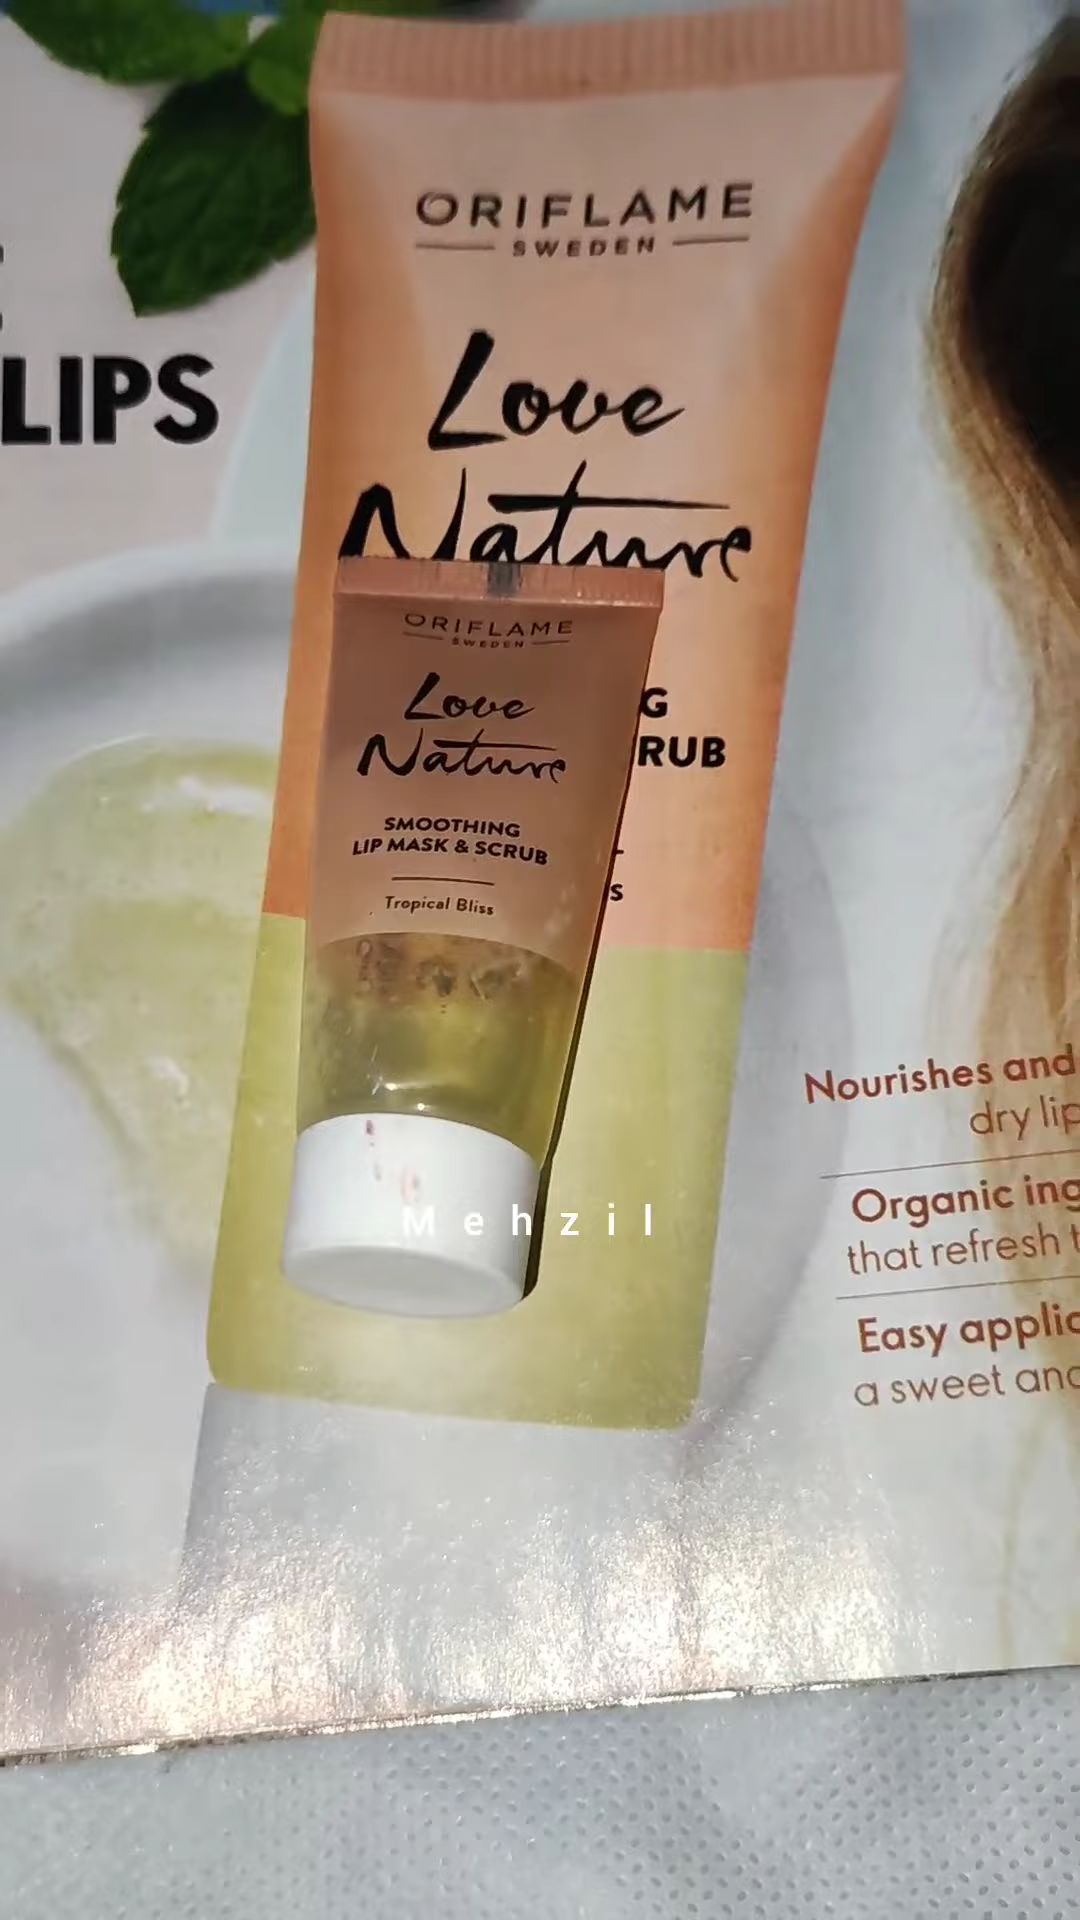 LIPS
ORIFLAME
SWEDEN
Love
Nature
G
RUB
S
ORIFLAME
SWEDEN
Love
Nature
SMOOTHING
LIP MASK & SCRUB
Tropical Bliss
Mehzil
Nourishes and
dry lip
Organic ing
that refresh t
Easy applic
a sweet and